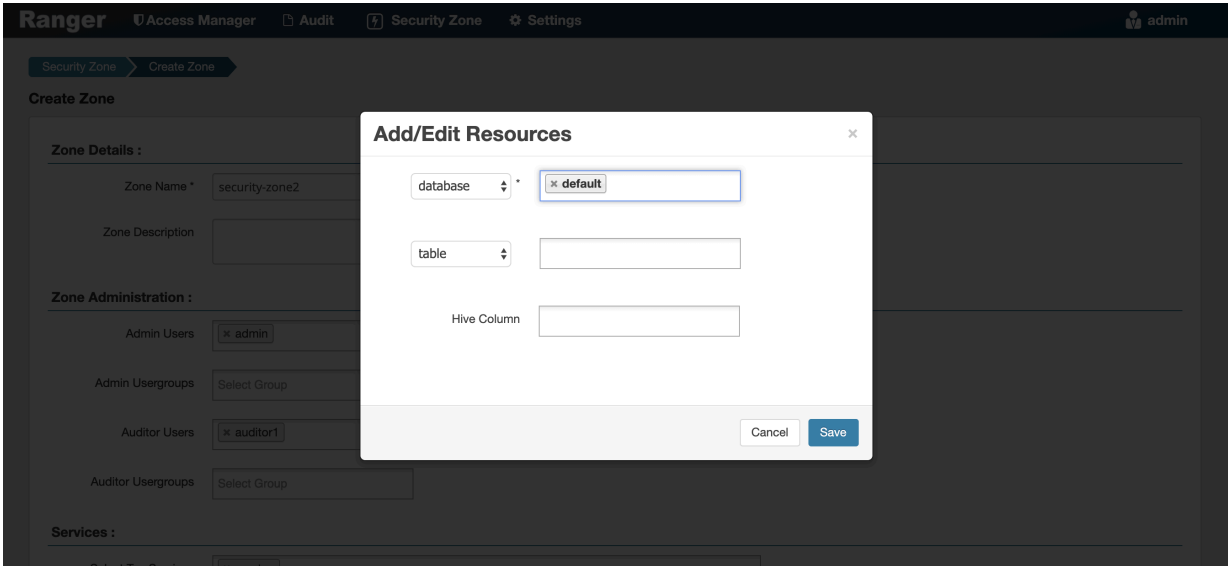 Ranger Access Manager Audit Security Zone Settings admin
Security Zone Create Zone
Create Zone
Add/Edit Resources ×
Zone Details :
database * × default
Zone Name * security-zone2
Zone Description
table
Zone Administration :
Hive Column
Admin Users × admin
Admin Usergroups Select Group
Auditor Users × auditor1
Cancel Save
Auditor Usergroups Select Group
Services :